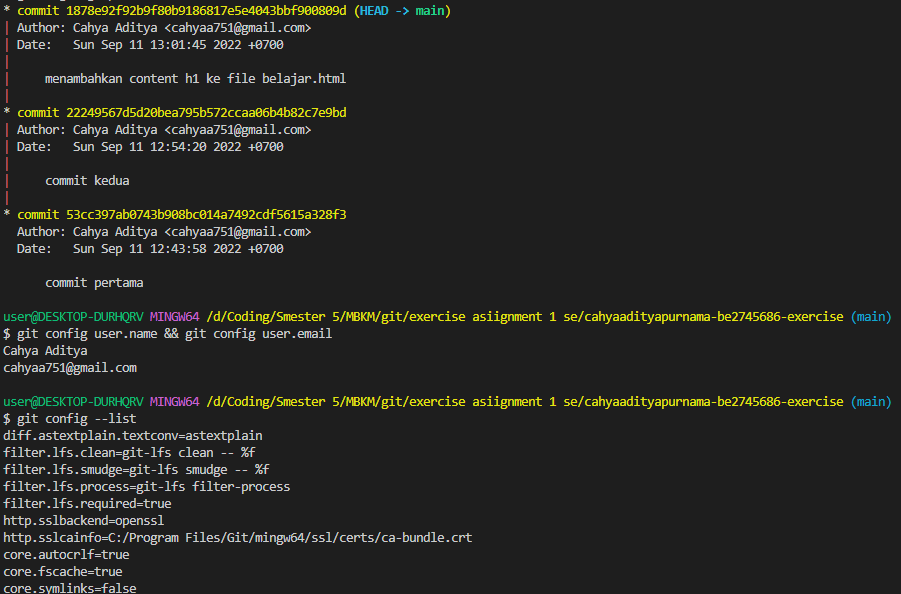 * commit 1878e92f92b9f80b9186817e5e4043bbf900809d (HEAD -> main)
| Author: Cahya Aditya <cahyaa751@gmail.com>
| Date:   Sun Sep 11 13:01:45 2022 +0700
|
|     menambahkan content h1 ke file belajar.html
|
* commit 22249567d5d20bea795b572ccaa06b4b82c7e9bd
| Author: Cahya Aditya <cahyaa751@gmail.com>
| Date:   Sun Sep 11 12:54:20 2022 +0700
|
|     commit kedua
|
* commit 53cc397ab0743b908bc014a7492cdf5615a328f3
  Author: Cahya Aditya <cahyaa751@gmail.com>
  Date:   Sun Sep 11 12:43:58 2022 +0700

      commit pertama

user@DESKTOP-DURHQRV MINGW64 /d/Coding/Smester 5/MBKM/git/exercise asiignment 1 se/cahyaadityapurnama-be2745686-exercise (main)
$ git config user.name && git config user.email
Cahya Aditya
cahyaa751@gmail.com

user@DESKTOP-DURHQRV MINGW64 /d/Coding/Smester 5/MBKM/git/exercise asiignment 1 se/cahyaadityapurnama-be2745686-exercise (main)
$ git config --list
diff.astextplain.textconv=astextplain
filter.lfs.clean=git-lfs clean -- %f
filter.lfs.smudge=git-lfs smudge -- %f
filter.lfs.process=git-lfs filter-process
filter.lfs.required=true
http.sslbackend=openssl
http.sslcainfo=C:/Program Files/Git/mingw64/ssl/certs/ca-bundle.crt
core.autocrlf=true
core.fscache=true
core.symlinks=false